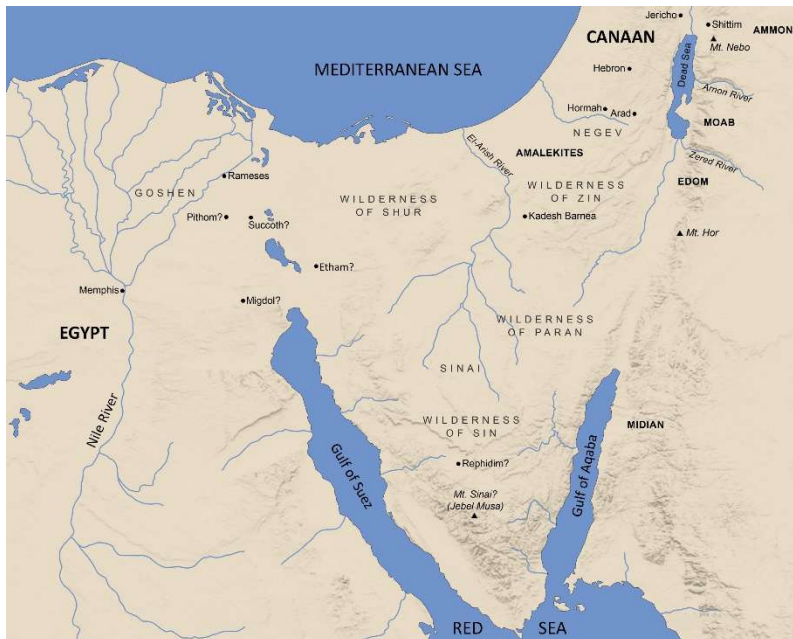 Jericho
Shittim
CANAAN
AMMON
Mt. Nebo
MEDITERRANEAN SEA
Hebron
Dead Sea
Arnon River
Hormah
Arad
MOAB
NEGEV
El-Arish River
AMALEKITES
Zered River
Rameses
GOSHEN
WILDERNESS
OF SHUR
WILDERNESS
OF ZIN
EDOM
Pithom?
Succoth?
Kadesh Barnea
Mt. Hor
Etham?
Memphis
Migdol?
EGYPT
WILDERNESS
OF PARAN
SINAI
Nile River
WILDERNESS
OF SIN
MIDIAN
Gulf of Suez
Rephidim?
Gulf of Aqaba
Mt. Sinai?
(Jebel Musa)
RED SEA